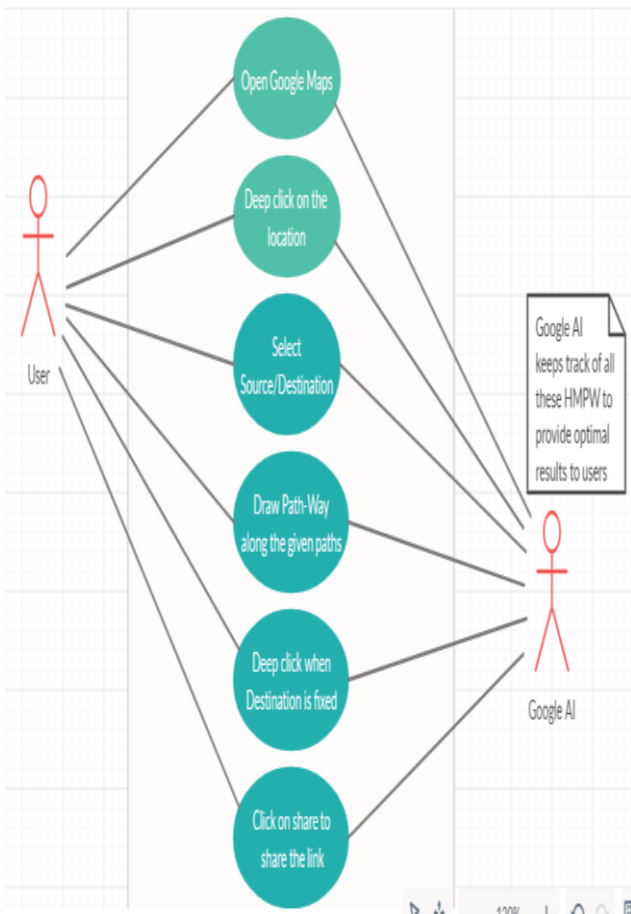 Open Google Maps
Deep click on the
location
Select
Source/Destination
User
Draw Path-Way
along the given paths
Deep click when
Destination is fixed
Click on share to
share the link
Google AI
keeps track of all
these HMPW to
provide optimal
results to users
Google AI